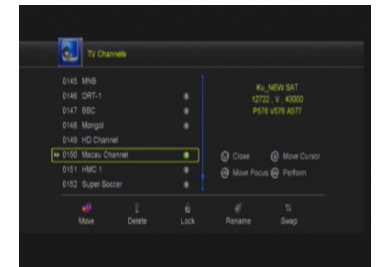 TV Channels
0145 MNB
0146 ORT-1
0147 BBC
0148 Mongol
0149 HD Channel
0150 Macau Channel
0151 HMC 1
0152 Super Soccer
Ku_NEW SAT
12722 , V , 40000
P576 V576 A577
Close
Move Cursor
Move Focus
Perform
Move
Delete
Lock
Rename
Swap